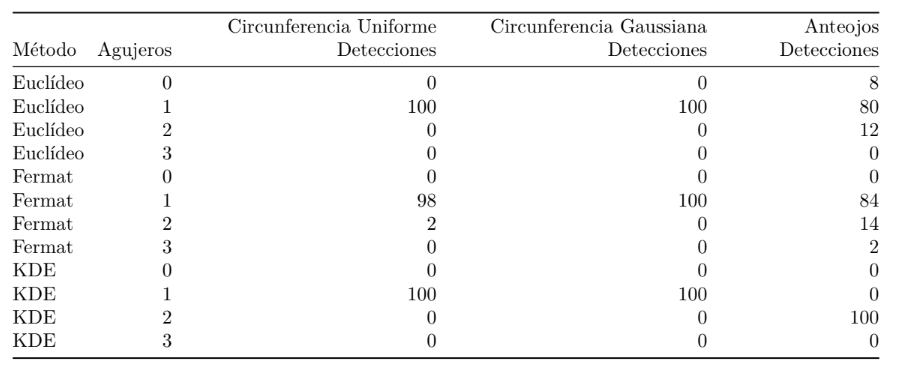 Circunferencia Uniforme Circunferencia Gaussiana Anteojos
Método Agujeros Detecciones Detecciones Detecciones
Euclídeo 0 0 0 8
Euclídeo 1 100 100 80
Euclídeo 2 0 0 12
Euclídeo 3 0 0 0
Fermat 0 0 0 0
Fermat 1 98 100 84
Fermat 2 2 0 14
Fermat 3 0 0 2
KDE 0 0 0 0
KDE 1 100 100 0
KDE 2 0 0 100
KDE 3 0 0 0